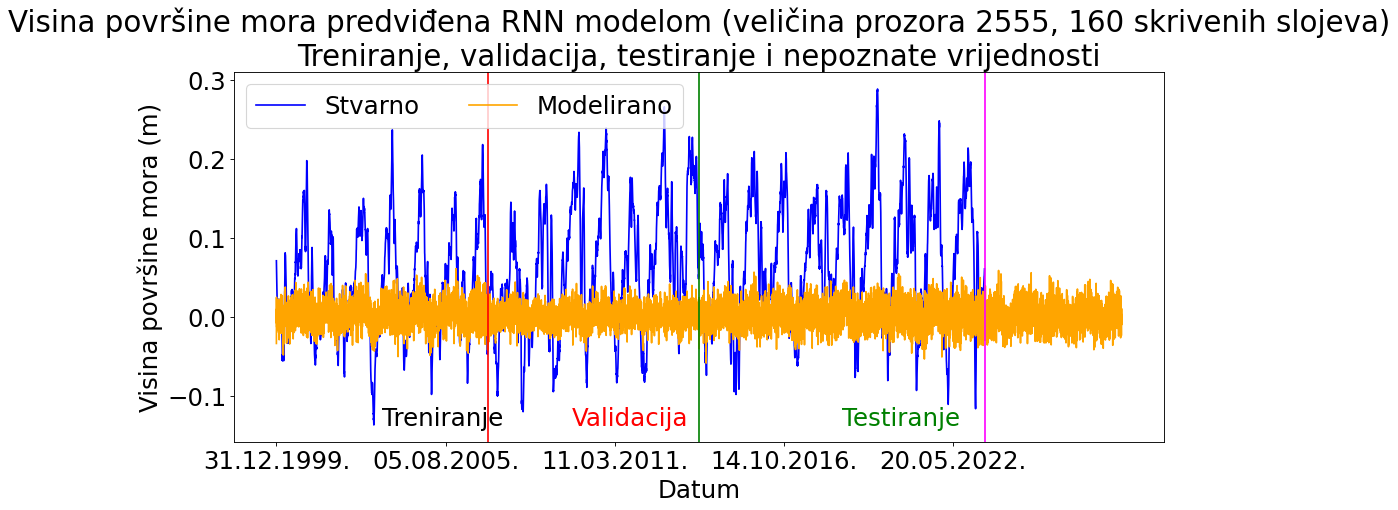 Visina površine mora predviđena RNN modelom (veličina prozora 2555, 160 skrivenih slojeva)
Treniranje, validacija, testiranje i nepoznate vrijednosti
Stvarno Modelirano
Visina površine mora (m)
0.3
0.2
0.1
0.0
−0.1
Treniranje Validacija Testiranje
31.12.1999. 05.08.2005. 11.03.2011. 14.10.2016. 20.05.2022.
Datum